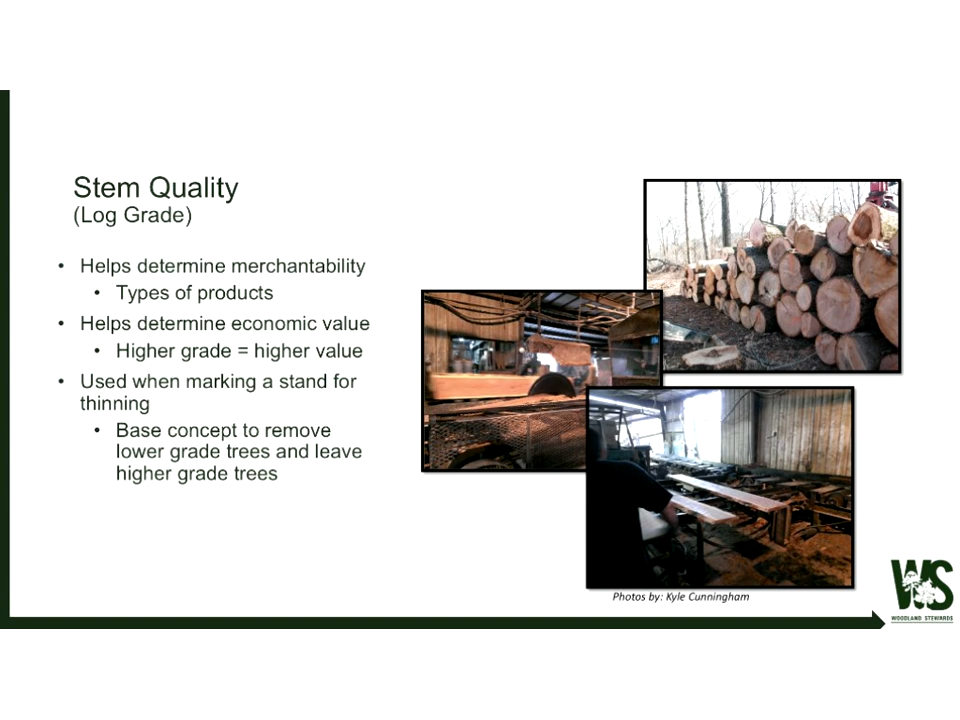 Stem Quality
(Log Grade)
• Helps determine merchantability
• Types of products
• Helps determine economic value
• Higher grade = higher value
• Used when marking a stand for
thinning
• Base concept to remove
lower grade trees and leave
higher grade trees
Photos by: Kyle Cunningham
WS
WOODLAND STEWARDS